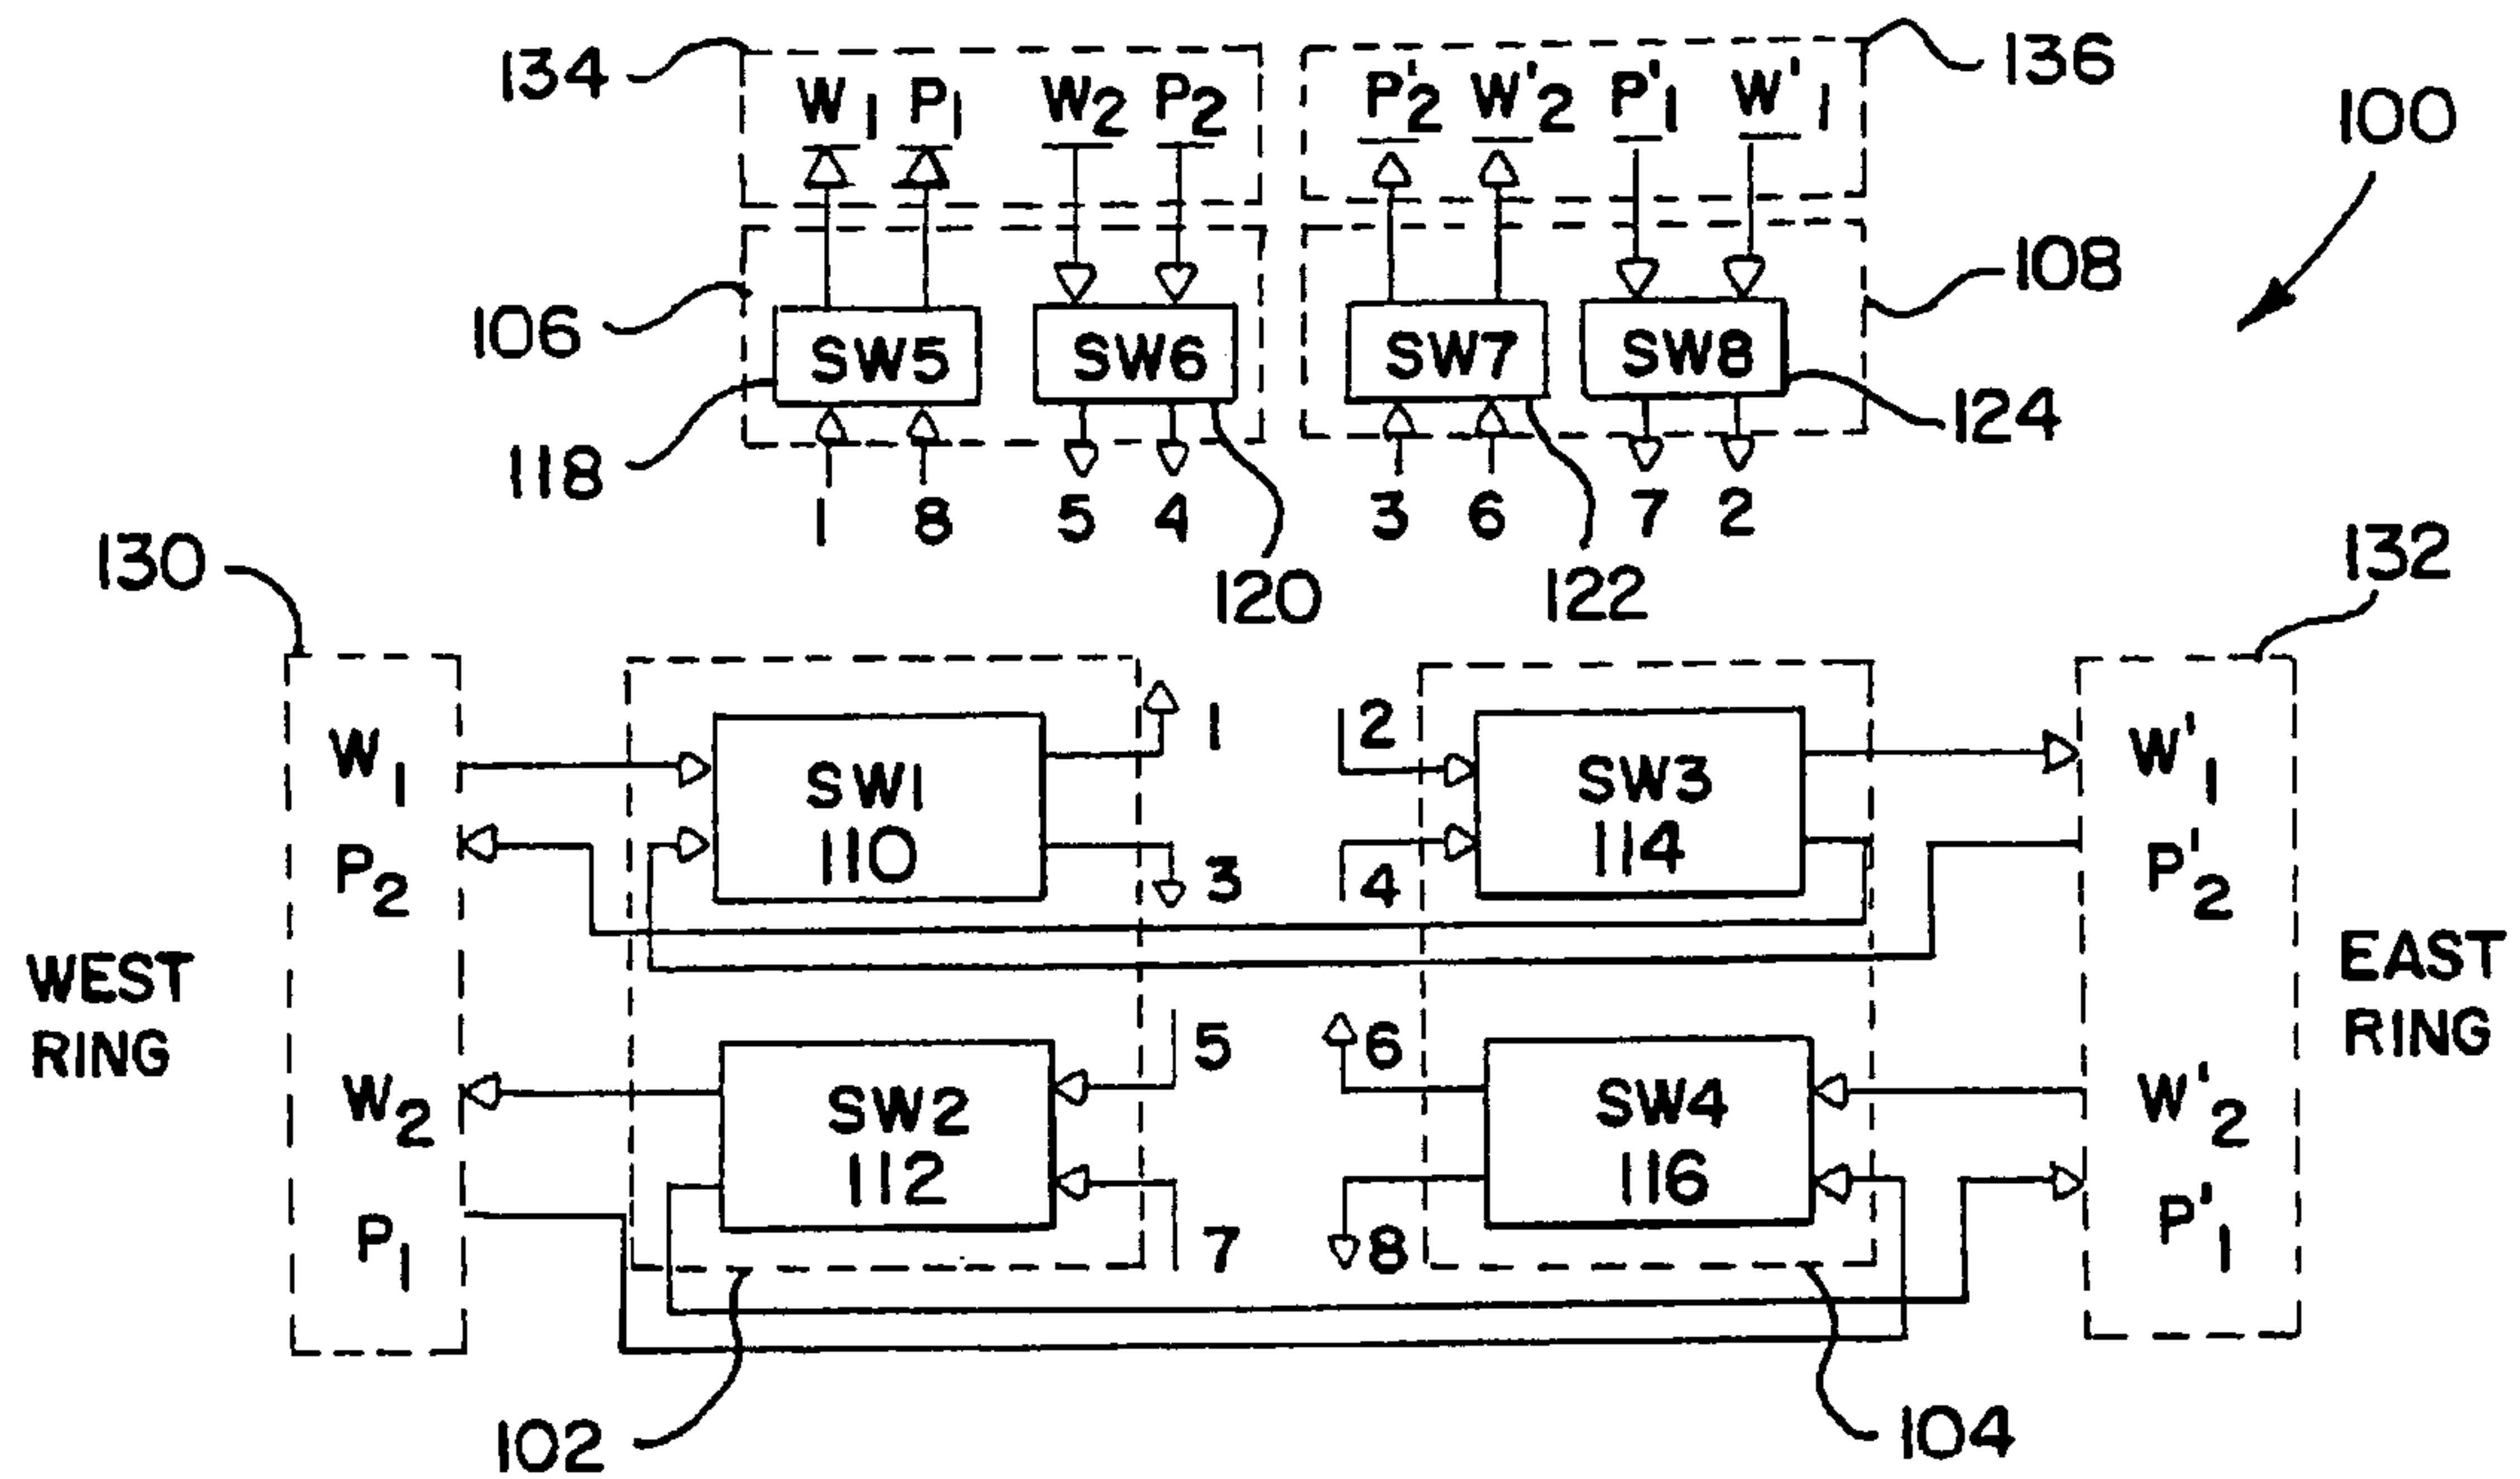 134
W1 P1 W2 P2
P'2 W'2 P'1 W'1
136
100
106
SW5 SW6
SW7 SW8
108
118
124
1 8 5 4
3 6 7 2
120
122
130
132
W1
P2
W2
P1
WEST
RING
SW1
110
1
3
2
4
SW3
114
W'1
P'2
W'2
P'1
EAST
RING
SW2
112
5
7
6
8
SW4
116
102
104